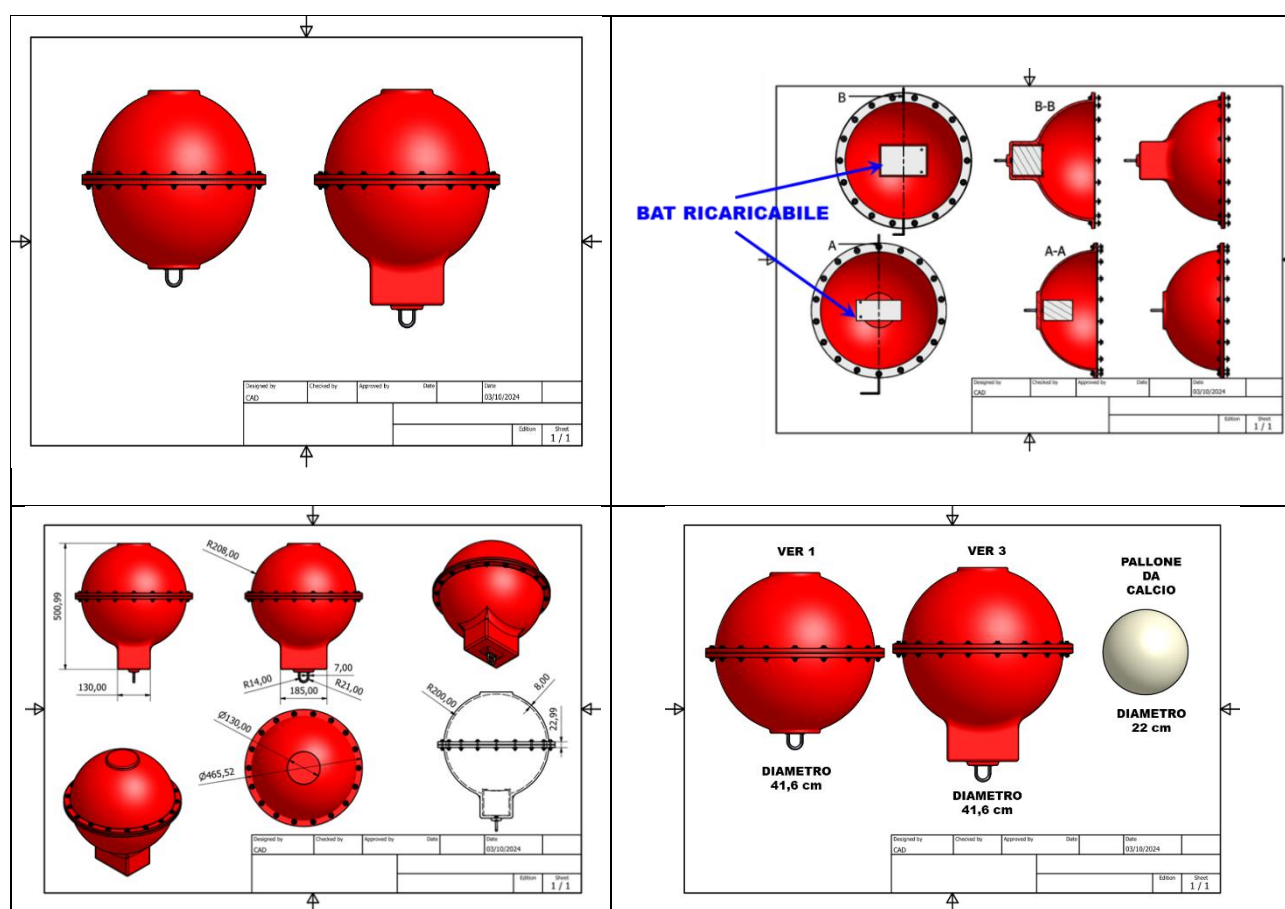 Designed by
Checked by
Approved by
Date
Date
CAD
03/10/2024
Edition
Sheet
1 / 1
B
B-B
BAT RICARICABILE
A
A-A
Designed by
Checked by
Approved by
Date
Date
CAD
03/10/2024
Edition
Sheet
1 / 1
R208,00
500,99
130,00
7,00
R14,00
R21,00
185,00
R200,00
8,00
22,99
Ø130,00
Ø465,52
Designed by
Checked by
Approved by
Date
Date
CAD
03/10/2024
Edition
Sheet
1 / 1
VER 1
VER 3
PALLONE
DA
CALCIO
DIAMETRO
22 cm
DIAMETRO
41,6 cm
DIAMETRO
41,6 cm
Designed by
Checked by
Approved by
Date
Date
CAD
03/10/2024
Edition
Sheet
1 / 1